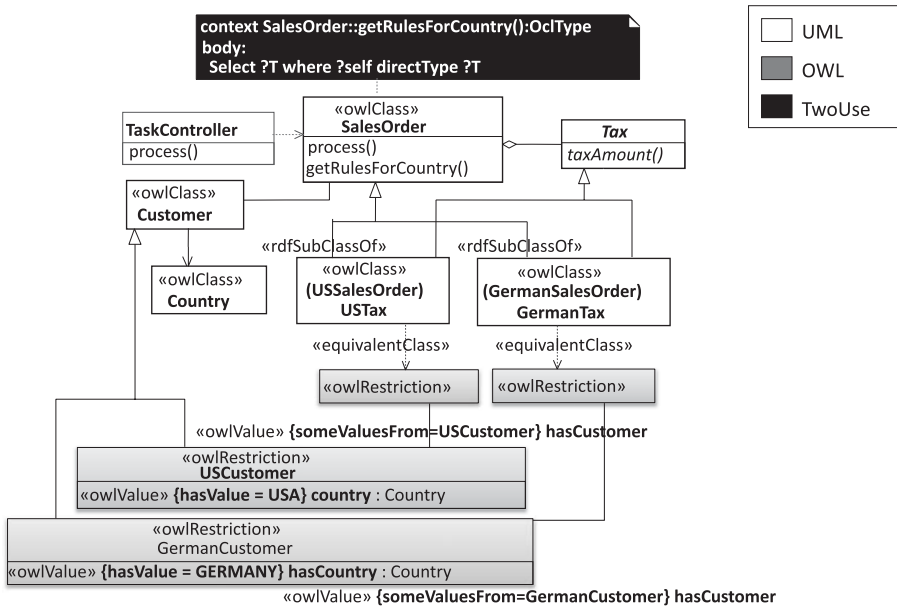 context SalesOrder::getRulesForCountry():OclType
body:
Select ?T where ?self directType ?T
UML
OWL
TwoUse
«owlClass»
SalesOrder
process()
getRulesForCountry()
TaskController
process()
Tax
taxAmount()
«owlClass»
Customer
«owlClass»
Country
«rdfSubClassOf»
«rdfSubClassOf»
«owlClass»
(USSalesOrder)
USTax
«owlClass»
(GermanSalesOrder)
GermanTax
«equivalentClass»
«equivalentClass»
«owlRestriction»
«owlRestriction»
«owlValue» {someValuesFrom=USCustomer} hasCustomer
«owlRestriction»
USCustomer
«owlValue» {hasValue = USA} country : Country
«owlRestriction»
GermanCustomer
«owlValue» {hasValue = GERMANY} hasCountry : Country
«owlValue» {someValuesFrom=GermanCustomer} hasCustomer